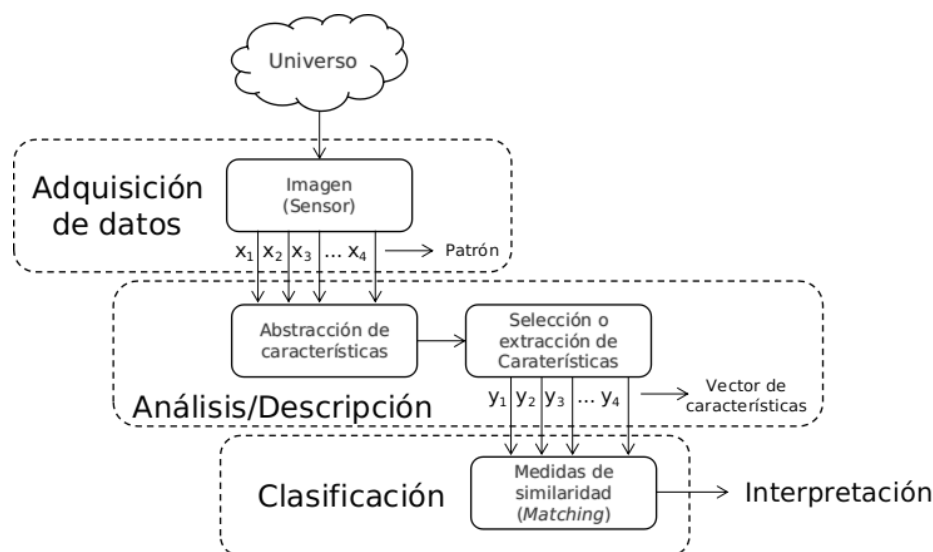 Universo
Adquisición
de datos
Imagen
(Sensor)
x₁ x₂ x₃ ... x₄
Patrón
Abstracción de
características
Selección o
extracción de
Caraterísticas
Análisis/Descripción
y₁ y₂ y₃ ... y₄
Vector de
características
Clasificación
Medidas de
similaridad
(Matching)
Interpretación